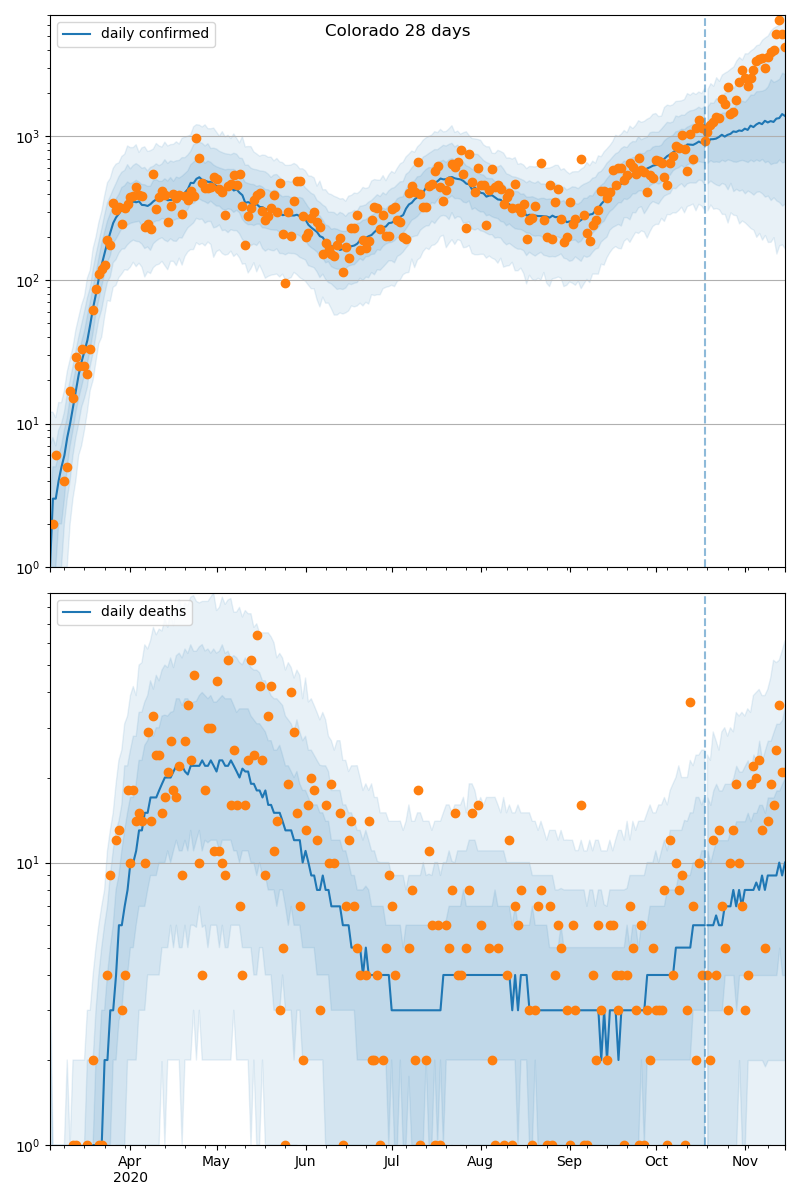 daily confirmed
Colorado 28 days
10³
10²
10¹
10⁰
daily deaths
10¹
10⁰
Apr
2020
May
Jun
Jul
Aug
Sep
Oct
Nov